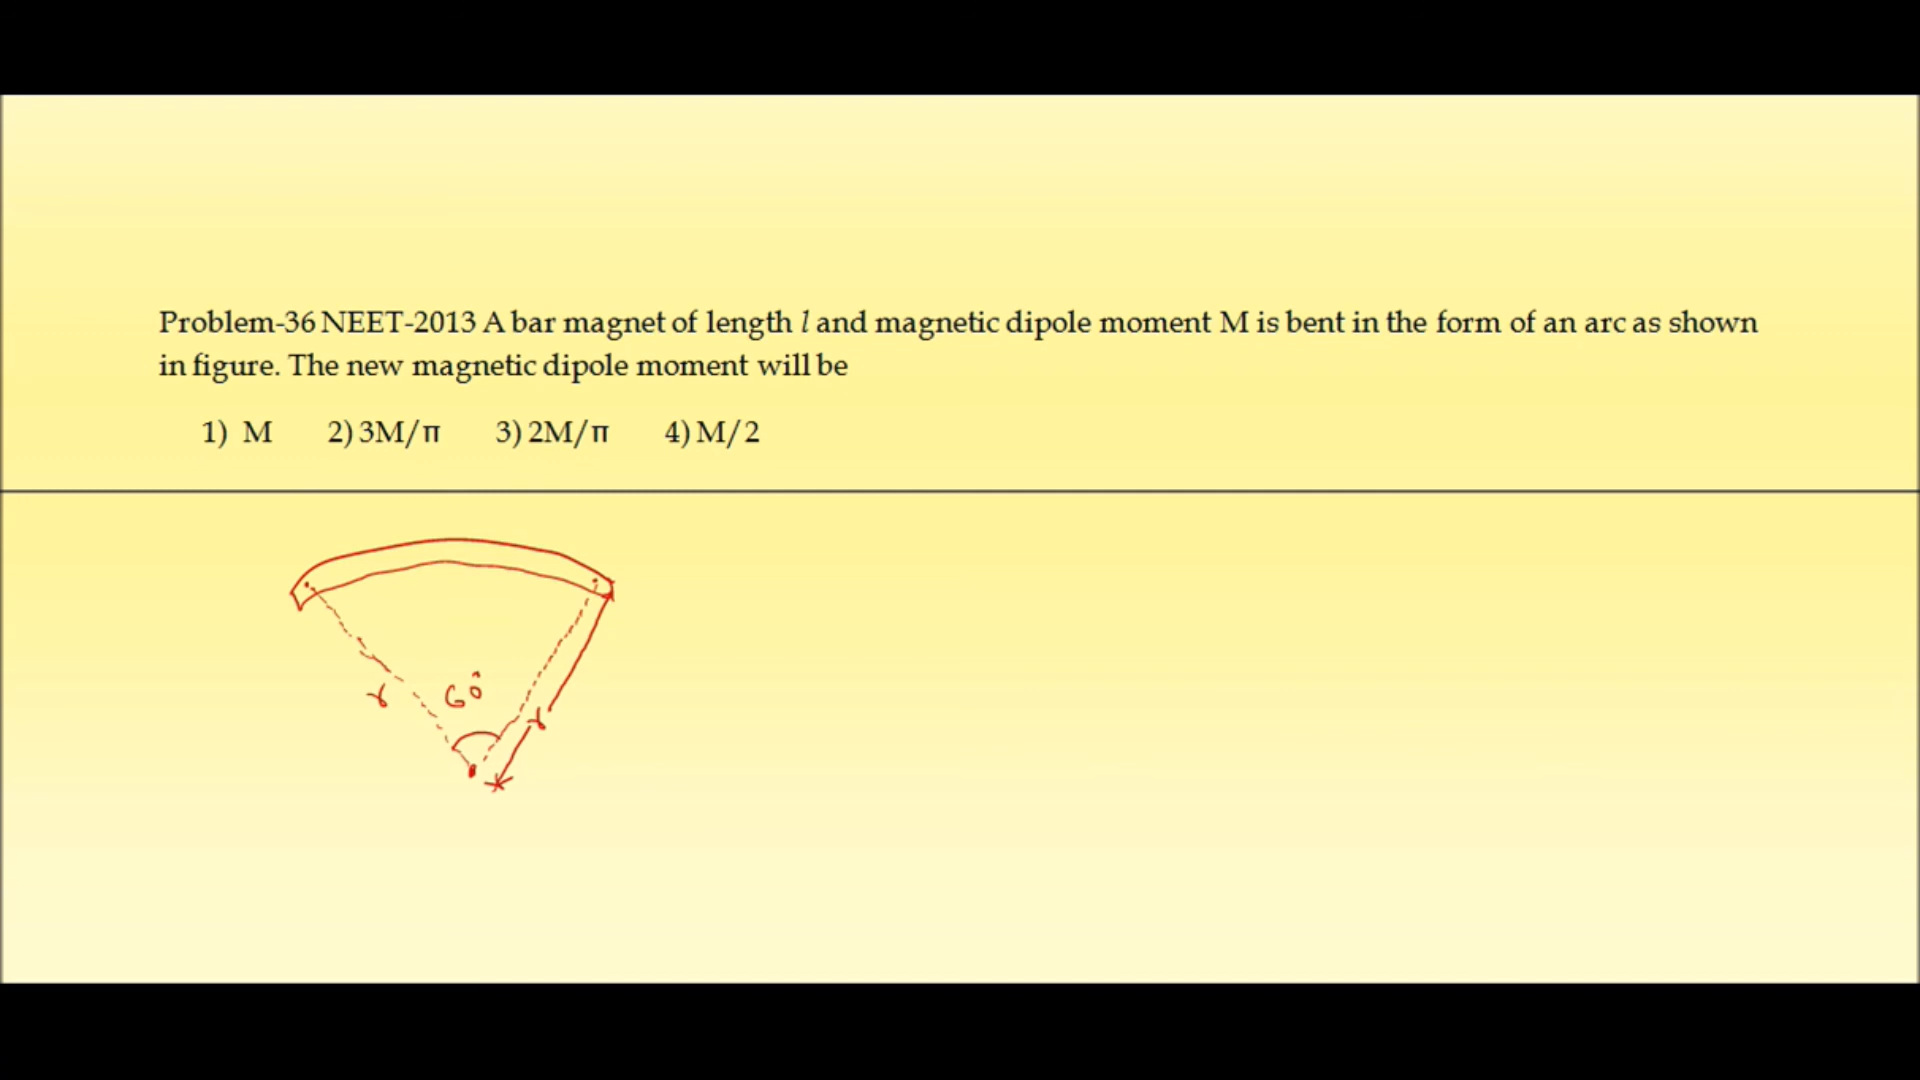 Problem-36 NEET-2013 A bar magnet of length l and magnetic dipole moment M is bent in the form of an arc as shown
in figure. The new magnetic dipole moment will be
1) M 2) 3M/π 3) 2M/π 4) M/2
60°
r
r